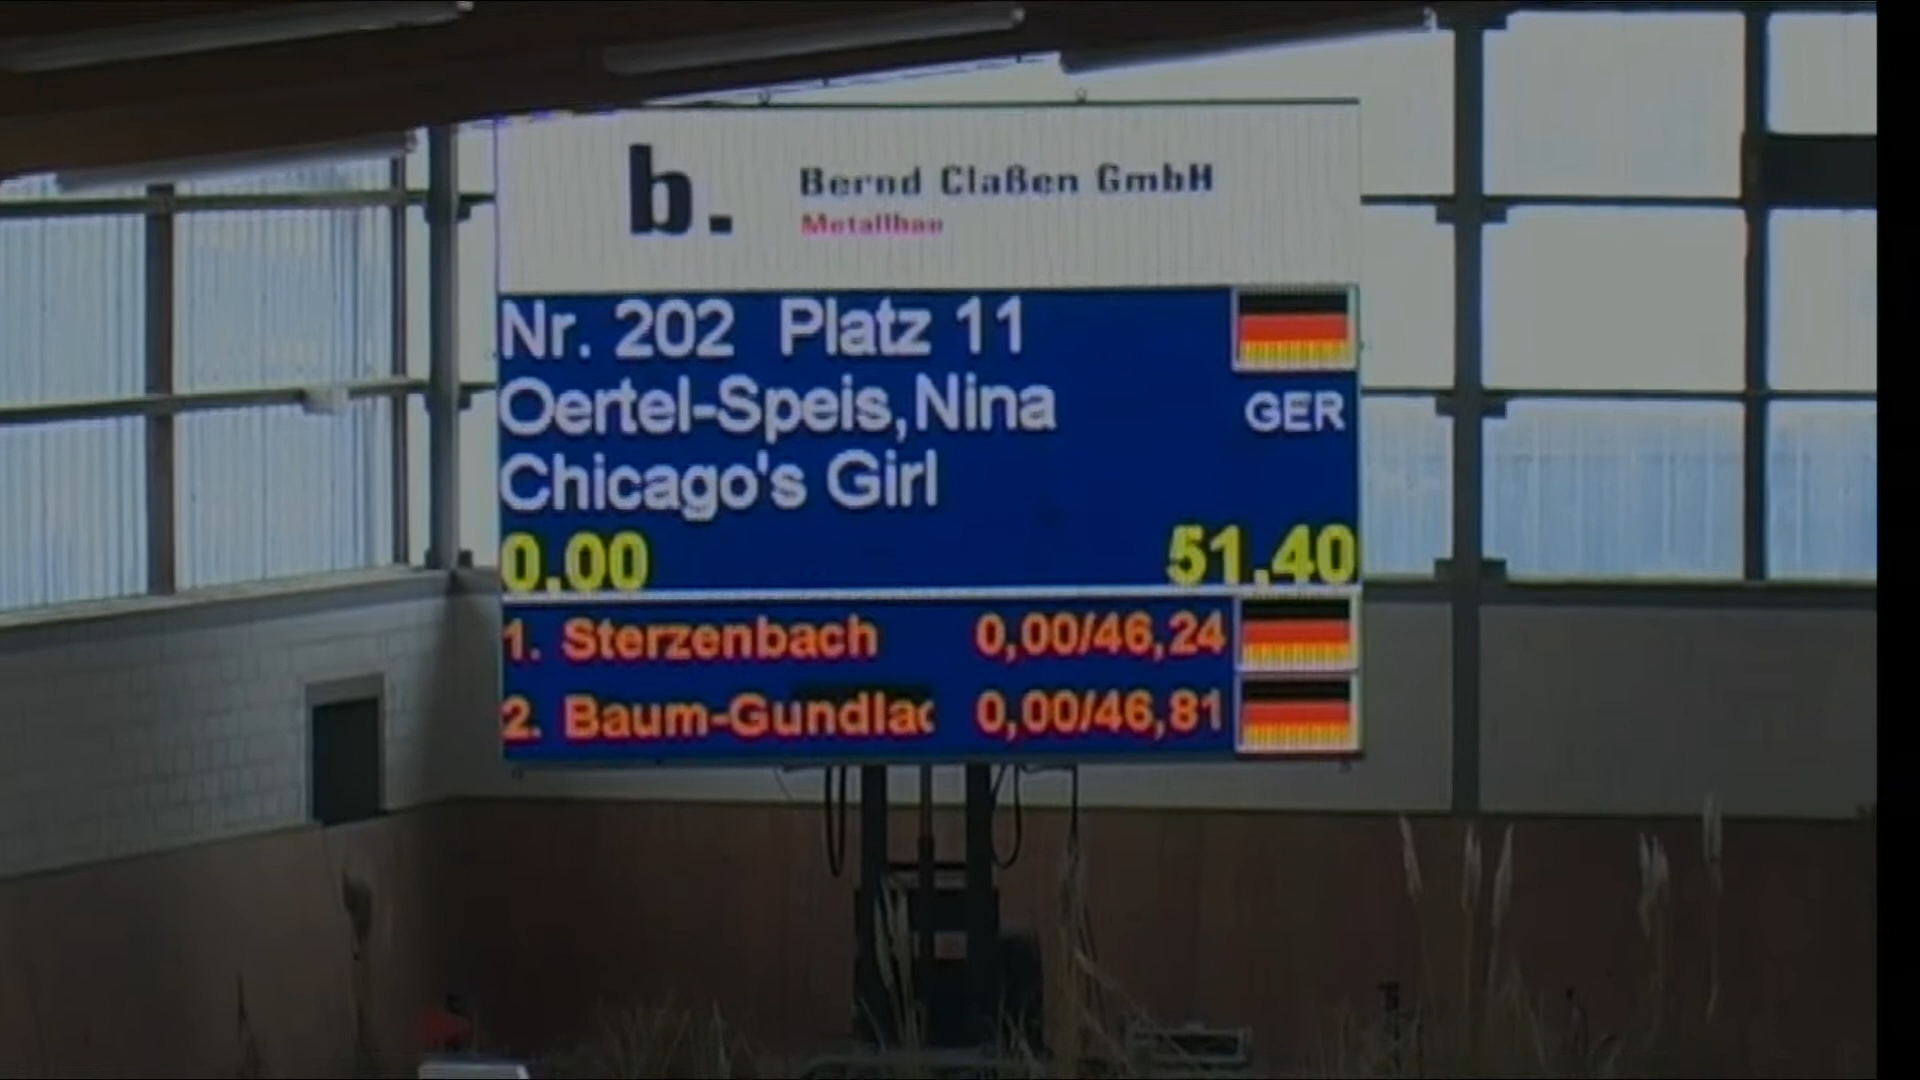 b.
Bernd Claßen GmbH
Metallbau
Nr. 202 Platz 11
Oertel-Speis,Nina GER
Chicago's Girl
0.00 51.40
1. Sterzenbach 0,00/46,24
2. Baum-Gundlac 0,00/46,81